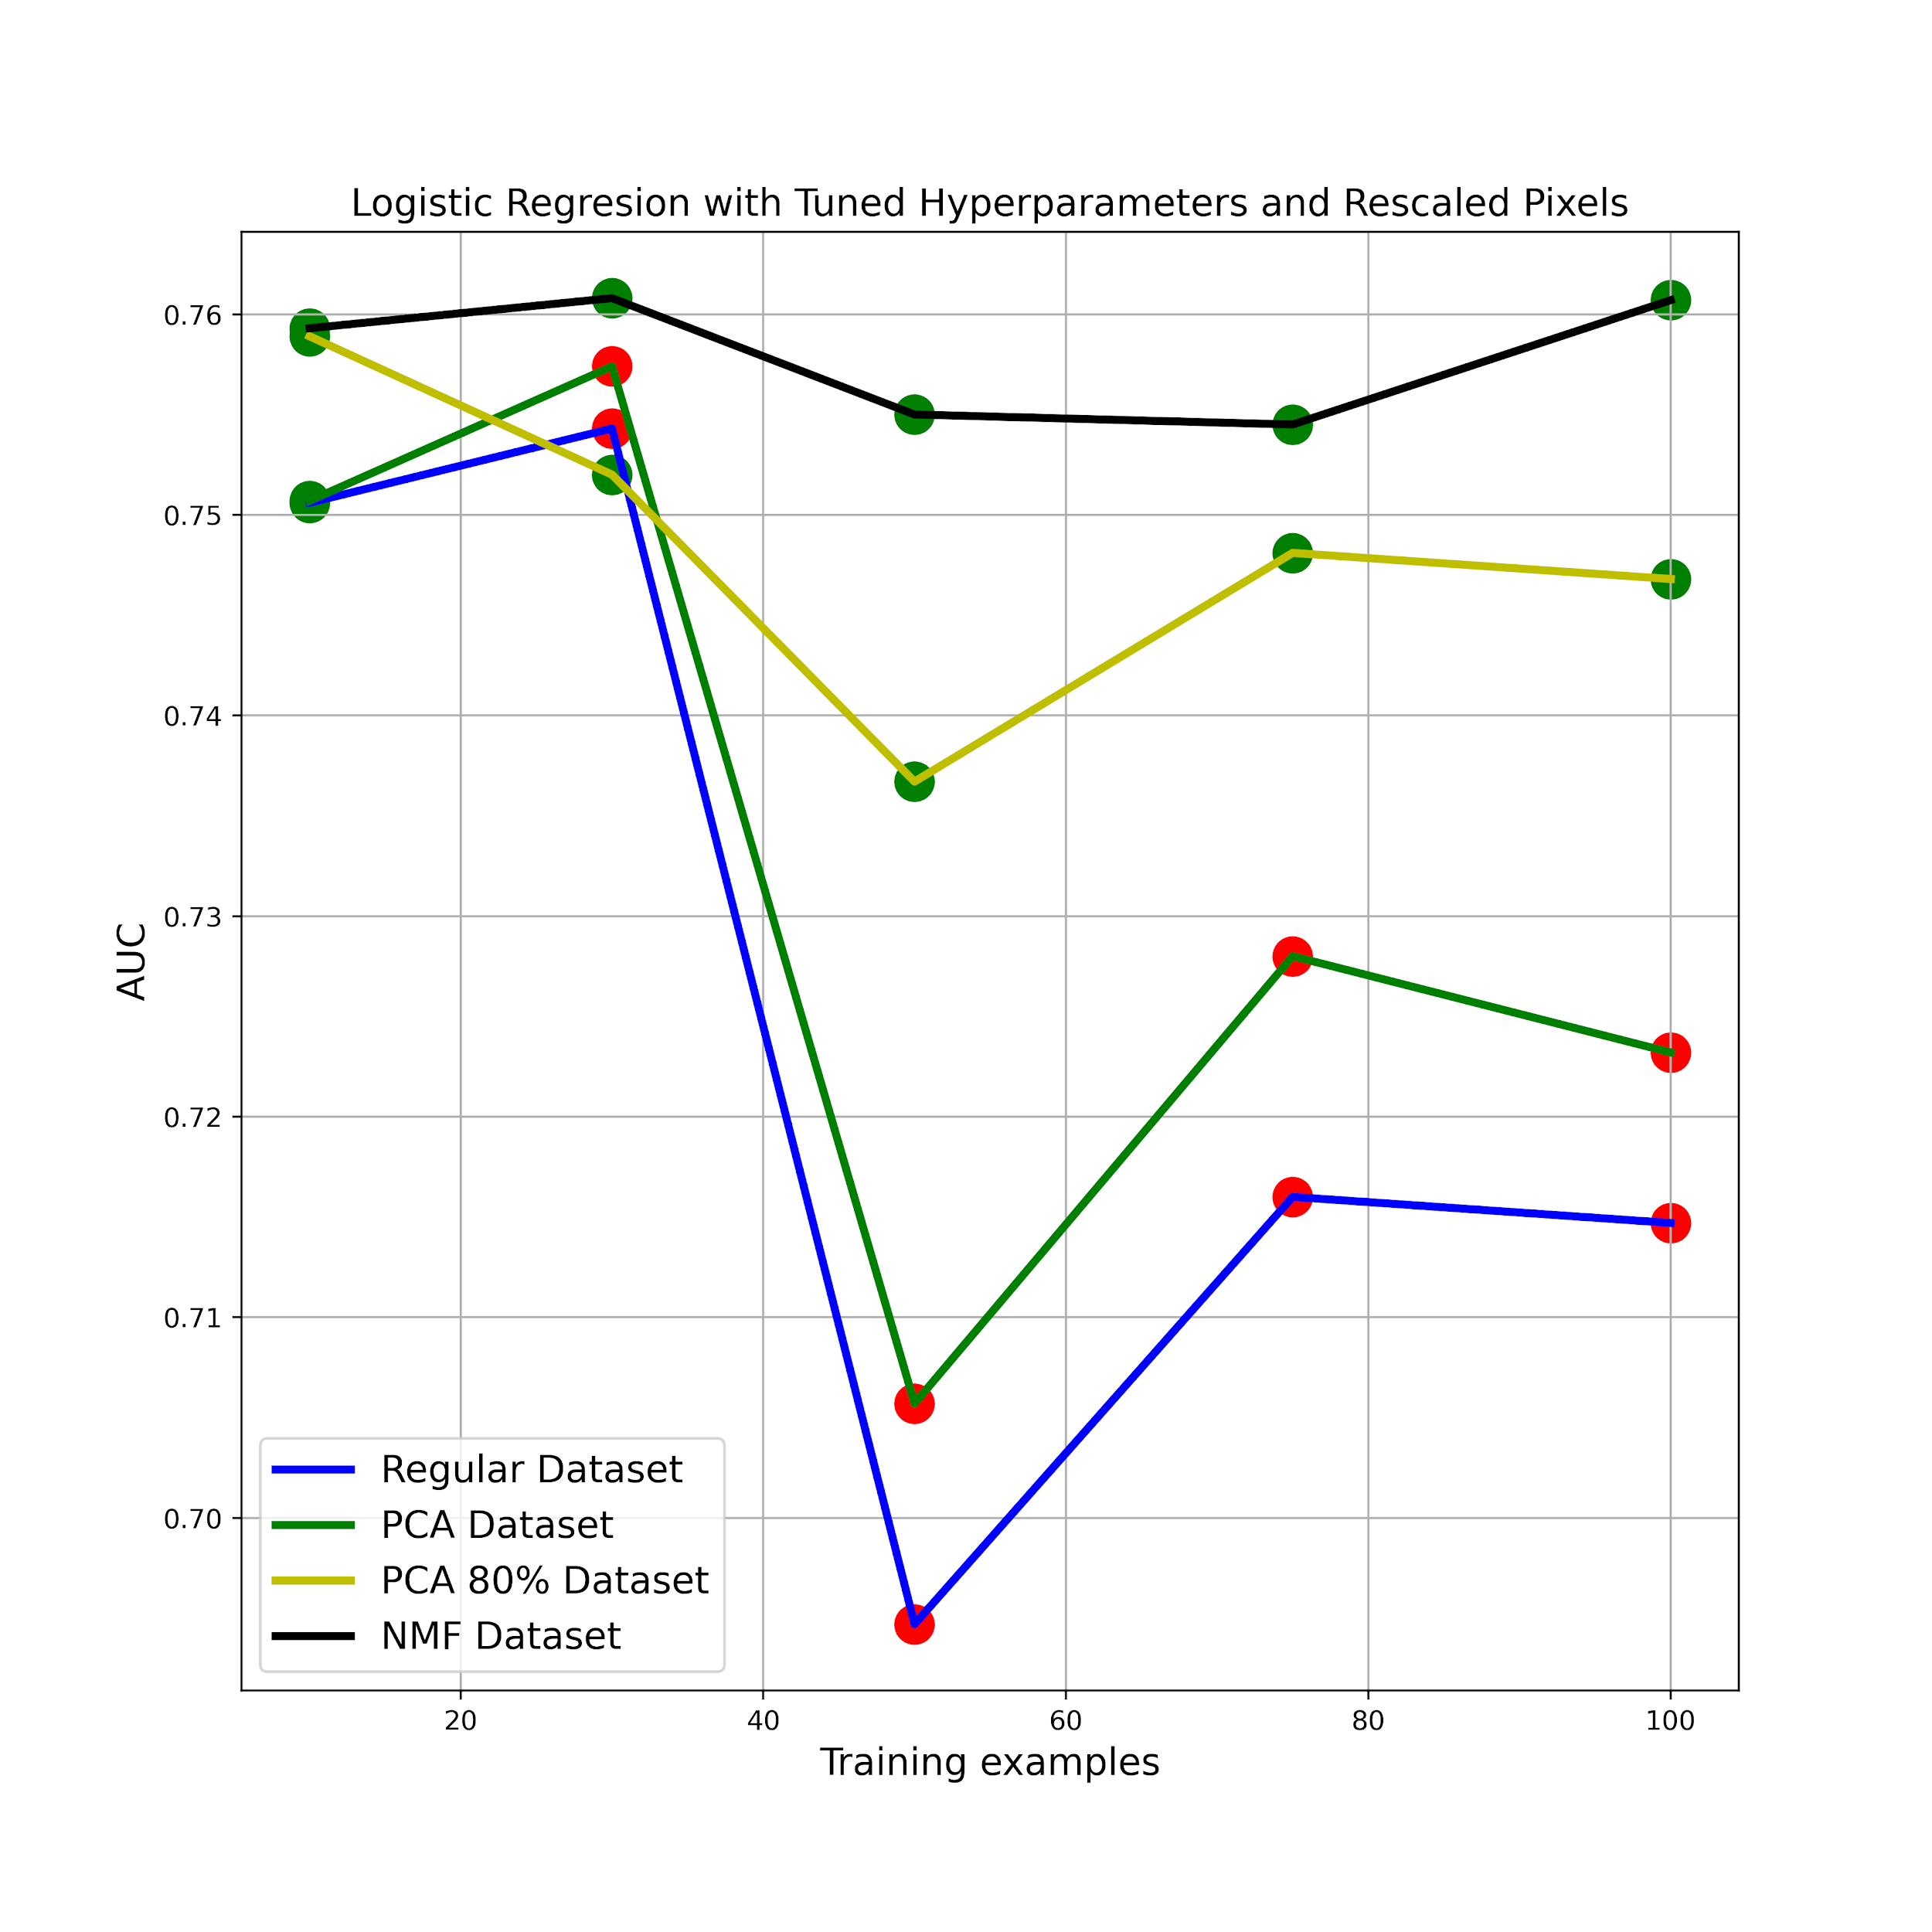 Logistic Regresion with Tuned Hyperparameters and Rescaled Pixels
0.76
0.75
0.74
0.73
0.72
0.71
0.70
AUC
Regular Dataset
PCA Dataset
PCA 80% Dataset
NMF Dataset
20 40 60 80 100
Training examples